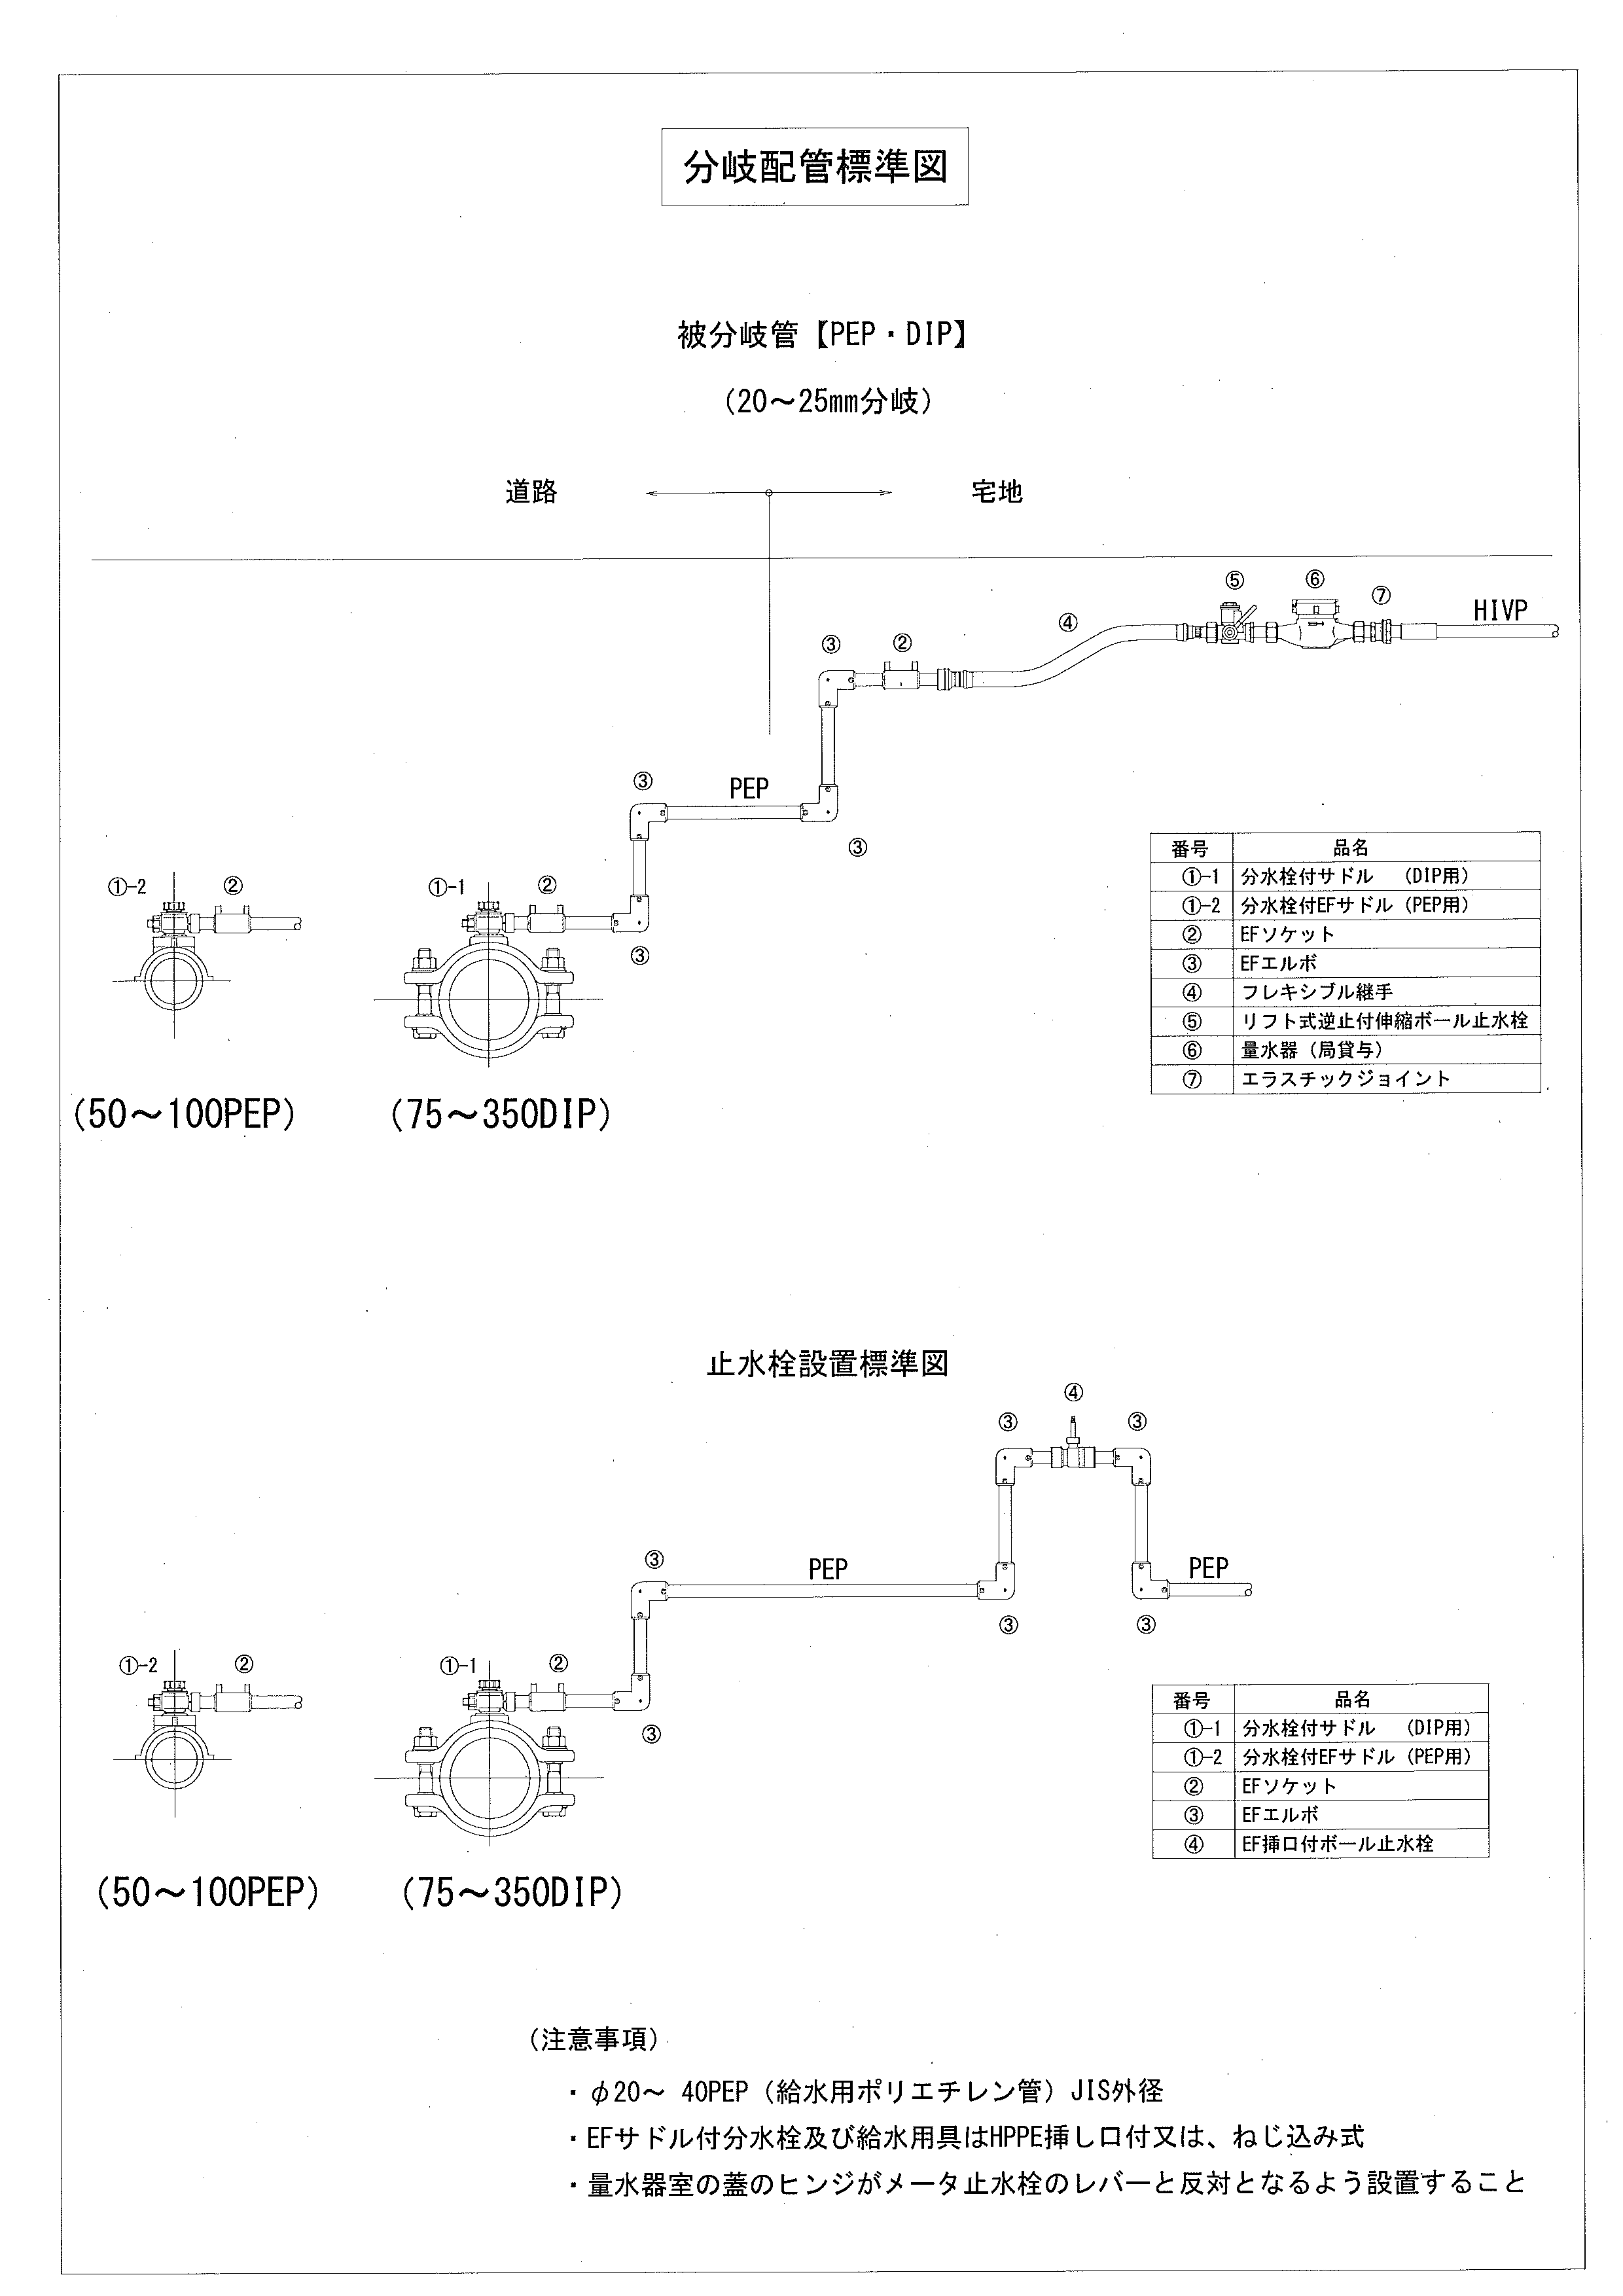 分岐配管標準図
被分岐管【PEP・DIP】
(20～25mm分岐)
道路 宅地
⑤ ⑥ ⑦ HIVP
③ ② ④
③ PEP
③
①-2 ② ①-1 ②
③
(50～100PEP) (75～350DIP)
番号 品名
①-1 分水栓付サドル (DIP用)
①-2 分水栓付EFサドル (PEP用)
② EFソケット
③ EFエルボ
④ フレキシブル継手
⑤ リフト式逆止付伸縮ボール止水栓
⑥ 量水器 (局貸与)
⑦ エラスチックジョイント
止水栓設置標準図
④
③ ③
③ PEP PEP
③ ③
①-2 ② ①-1 ②
③
(50～100PEP) (75～350DIP)
番号 品名
①-1 分水栓付サドル (DIP用)
①-2 分水栓付EFサドル (PEP用)
② EFソケット
③ EFエルボ
④ EF挿口付ボール止水栓
(注意事項)
・φ20～ 40PEP (給水用ポリエチレン管) JIS外径
・EFサドル付分水栓及び給水用具はHPPE挿し口付又は、ねじ込み式
・量水器室の蓋のヒンジがメータ止水栓のレバーと反対となるよう設置すること